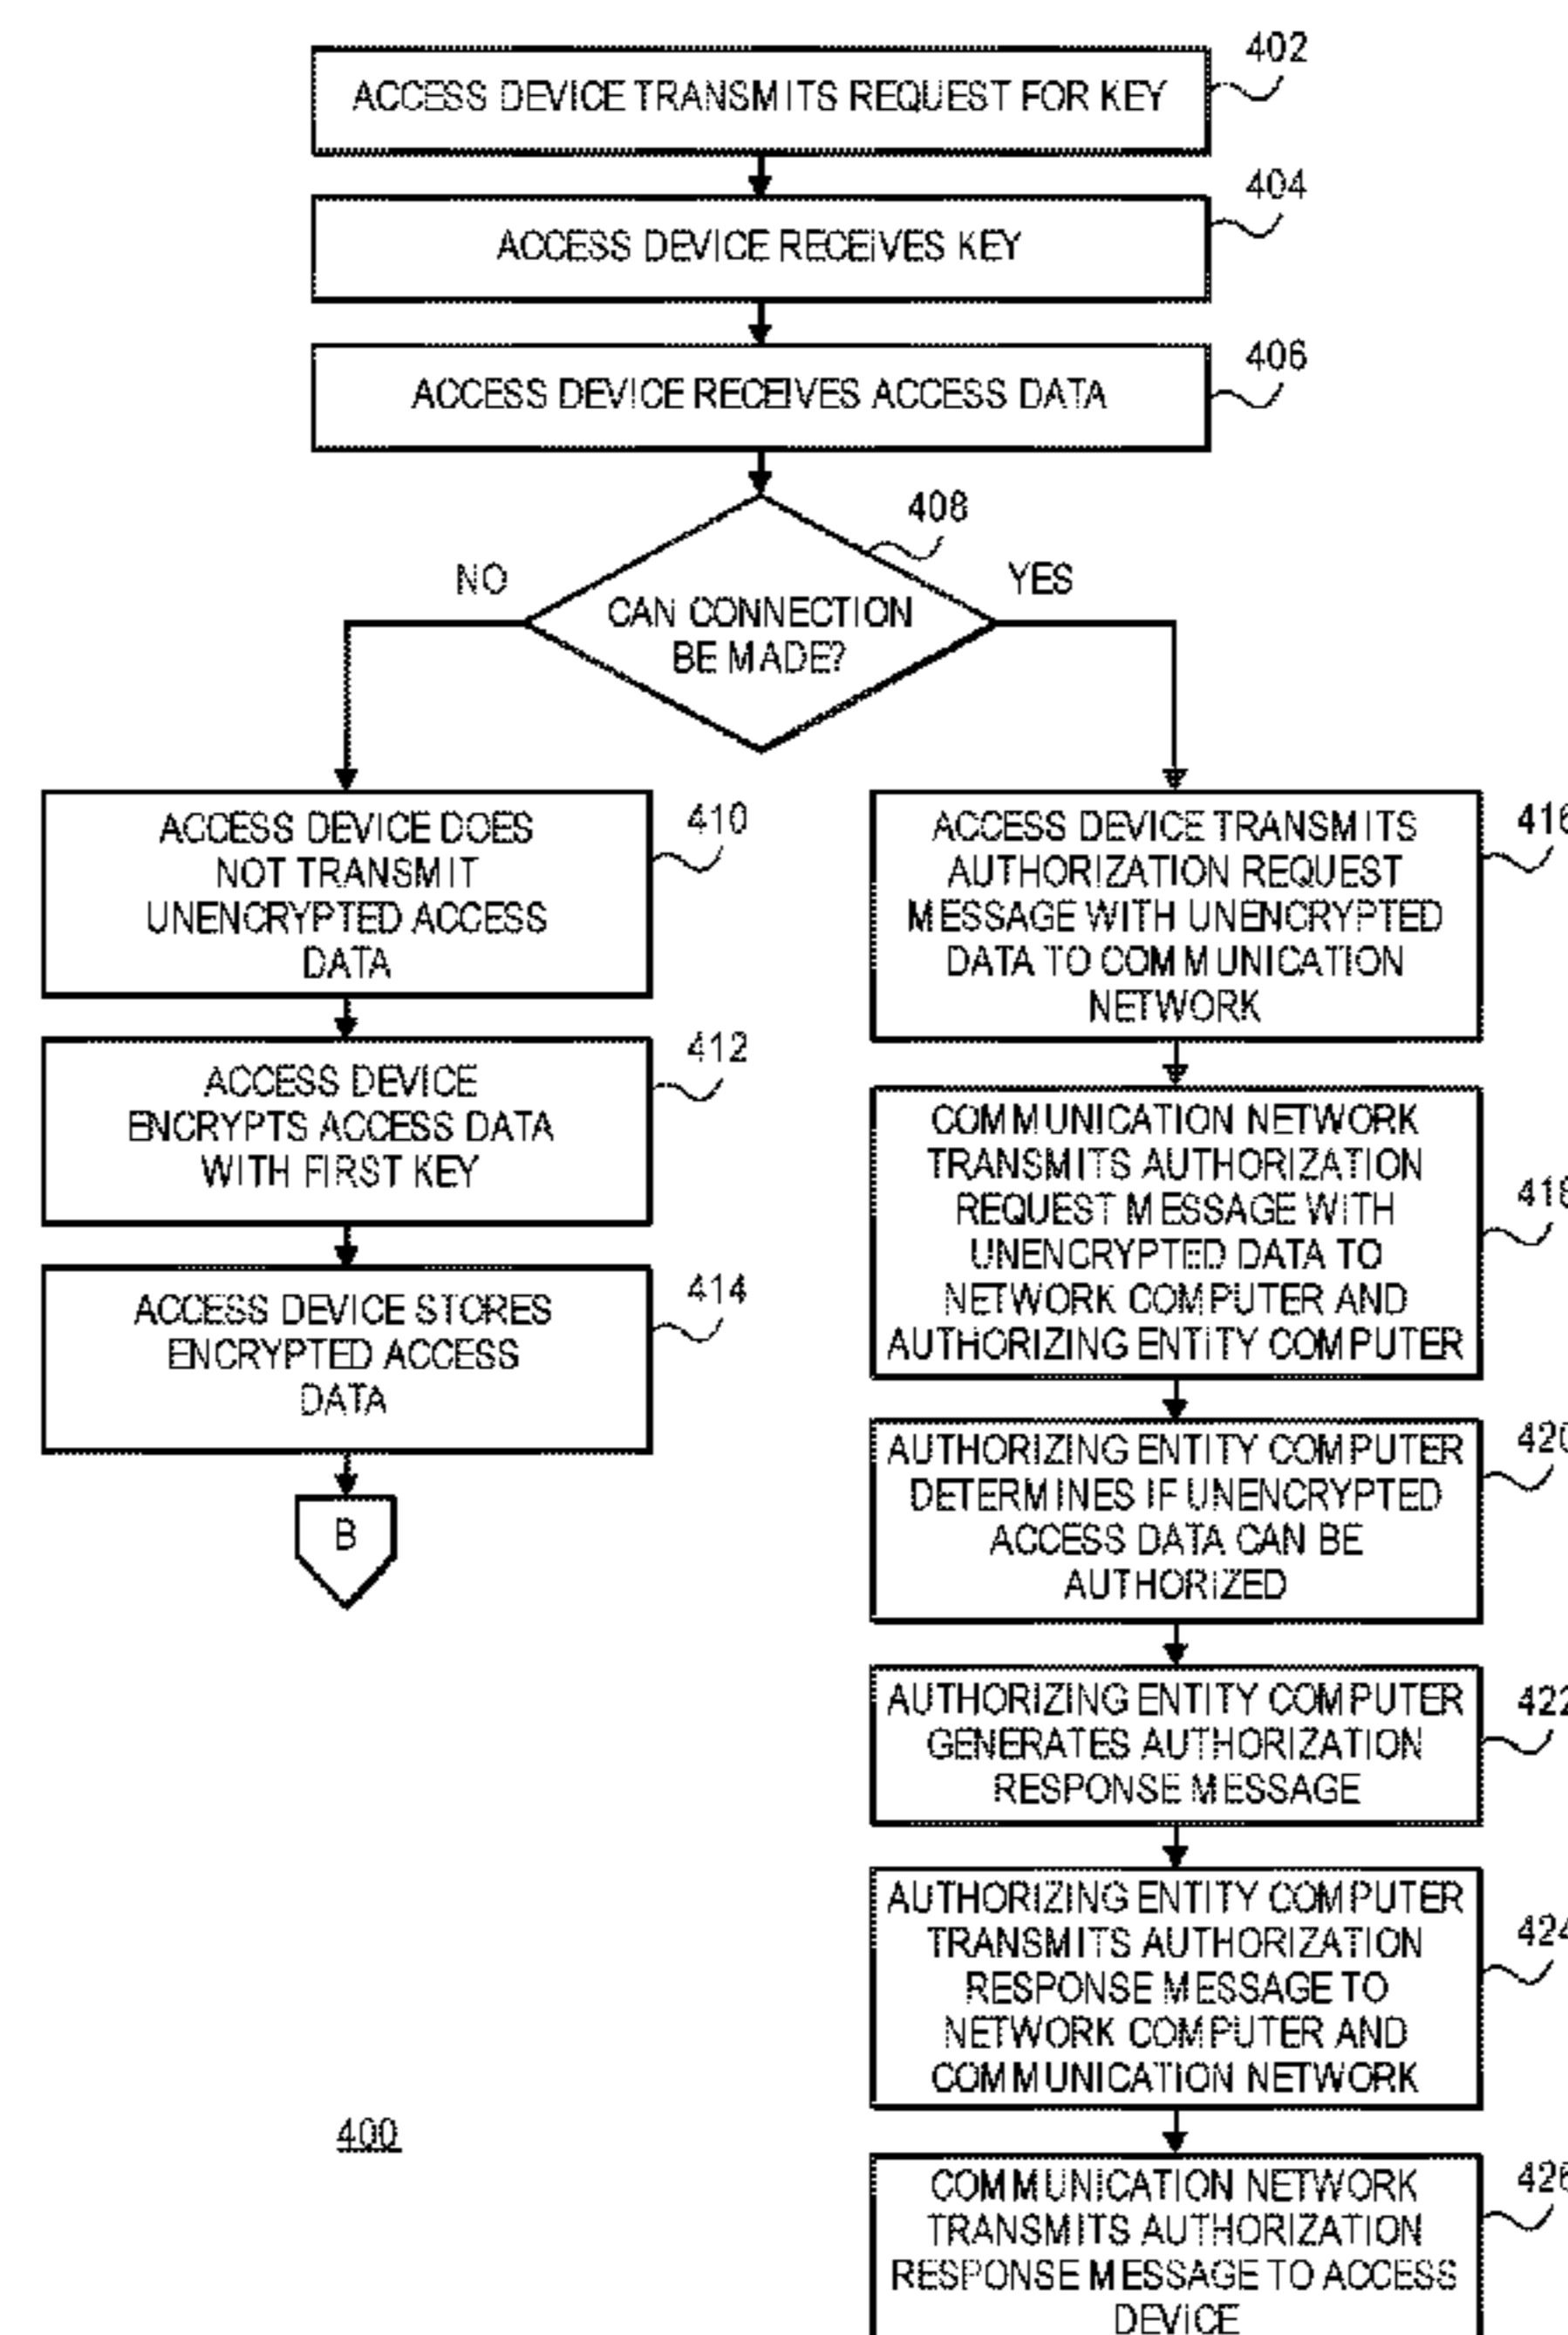 402
ACCESS DEVICE TRANSMITS REQUEST FOR KEY
404
ACCESS DEVICE RECEIVES KEY
406
ACCESS DEVICE RECEIVES ACCESS DATA
408
NO
YES
CAN CONNECTION
BE MADE?
410
ACCESS DEVICE DOES
NOT TRANSMIT
UNENCRYPTED ACCESS
DATA
412
ACCESS DEVICE
ENCRYPTS ACCESS DATA
WITH FIRST KEY
414
ACCESS DEVICE STORES
ENCRYPTED ACCESS
DATA
B
416
ACCESS DEVICE TRANSMITS
AUTHORIZATION REQUEST
MESSAGE WITH UNENCRYPTED
DATA TO COMMUNICATION
NETWORK
418
COMMUNICATION NETWORK
TRANSMITS AUTHORIZATION
REQUEST MESSAGE WITH
UNENCRYPTED DATA TO
NETWORK COMPUTER AND
AUTHORIZING ENTITY COMPUTER
420
AUTHORIZING ENTITY COMPUTER
DETERMINES IF UNENCRYPTED
ACCESS DATA CAN BE
AUTHORIZED
422
AUTHORIZING ENTITY COMPUTER
GENERATES AUTHORIZATION
RESPONSE MESSAGE
424
AUTHORIZING ENTITY COMPUTER
TRANSMITS AUTHORIZATION
RESPONSE MESSAGE TO
NETWORK COMPUTER AND
COMMUNICATION NETWORK
426
COMMUNICATION NETWORK
TRANSMITS AUTHORIZATION
RESPONSE MESSAGE TO ACCESS
DEVICE
400